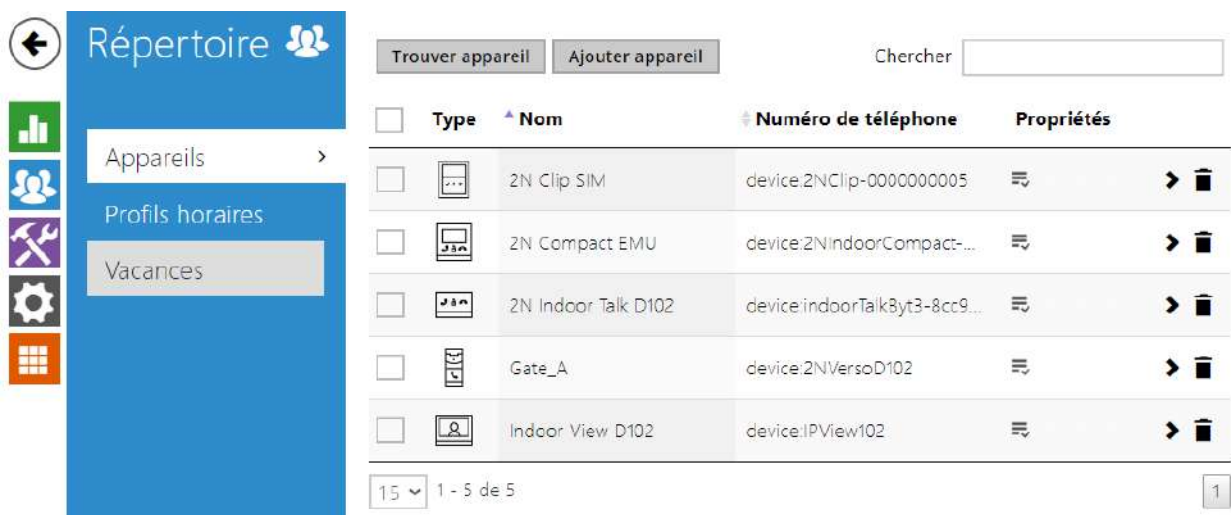 Répertoire
Appareils
Profils horaires
Vacances
Trouver appareil Ajouter appareil Chercher
Type Nom Numéro de téléphone Propriétés
2N Clip SIM device:2NClip-0000000005
2N Compact EMU device:2NIndoorCompact-...
2N Indoor Talk D102 device:indoorTalk8yt3-8cc9...
Gate_A device:2NVersoD102
Indoor View D102 device:IPView102
15 1 - 5 de 5 1